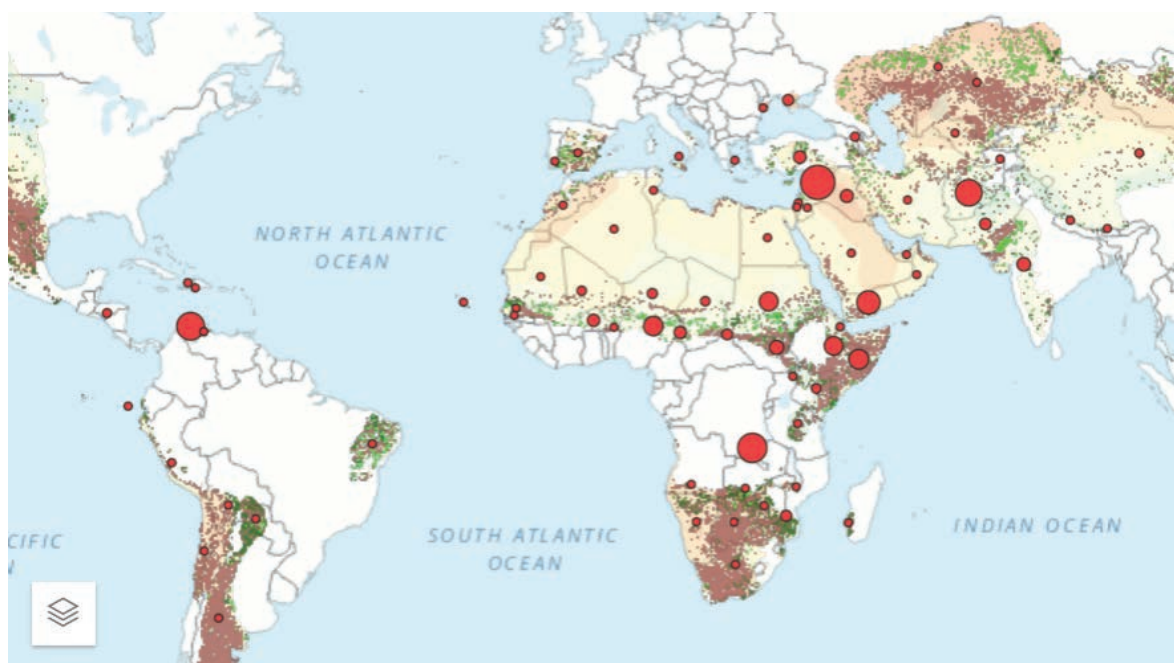 NORTH ATLANTIC
OCEAN
SOUTH ATLANTIC
OCEAN
INDIAN OCEAN
CIFIC
N